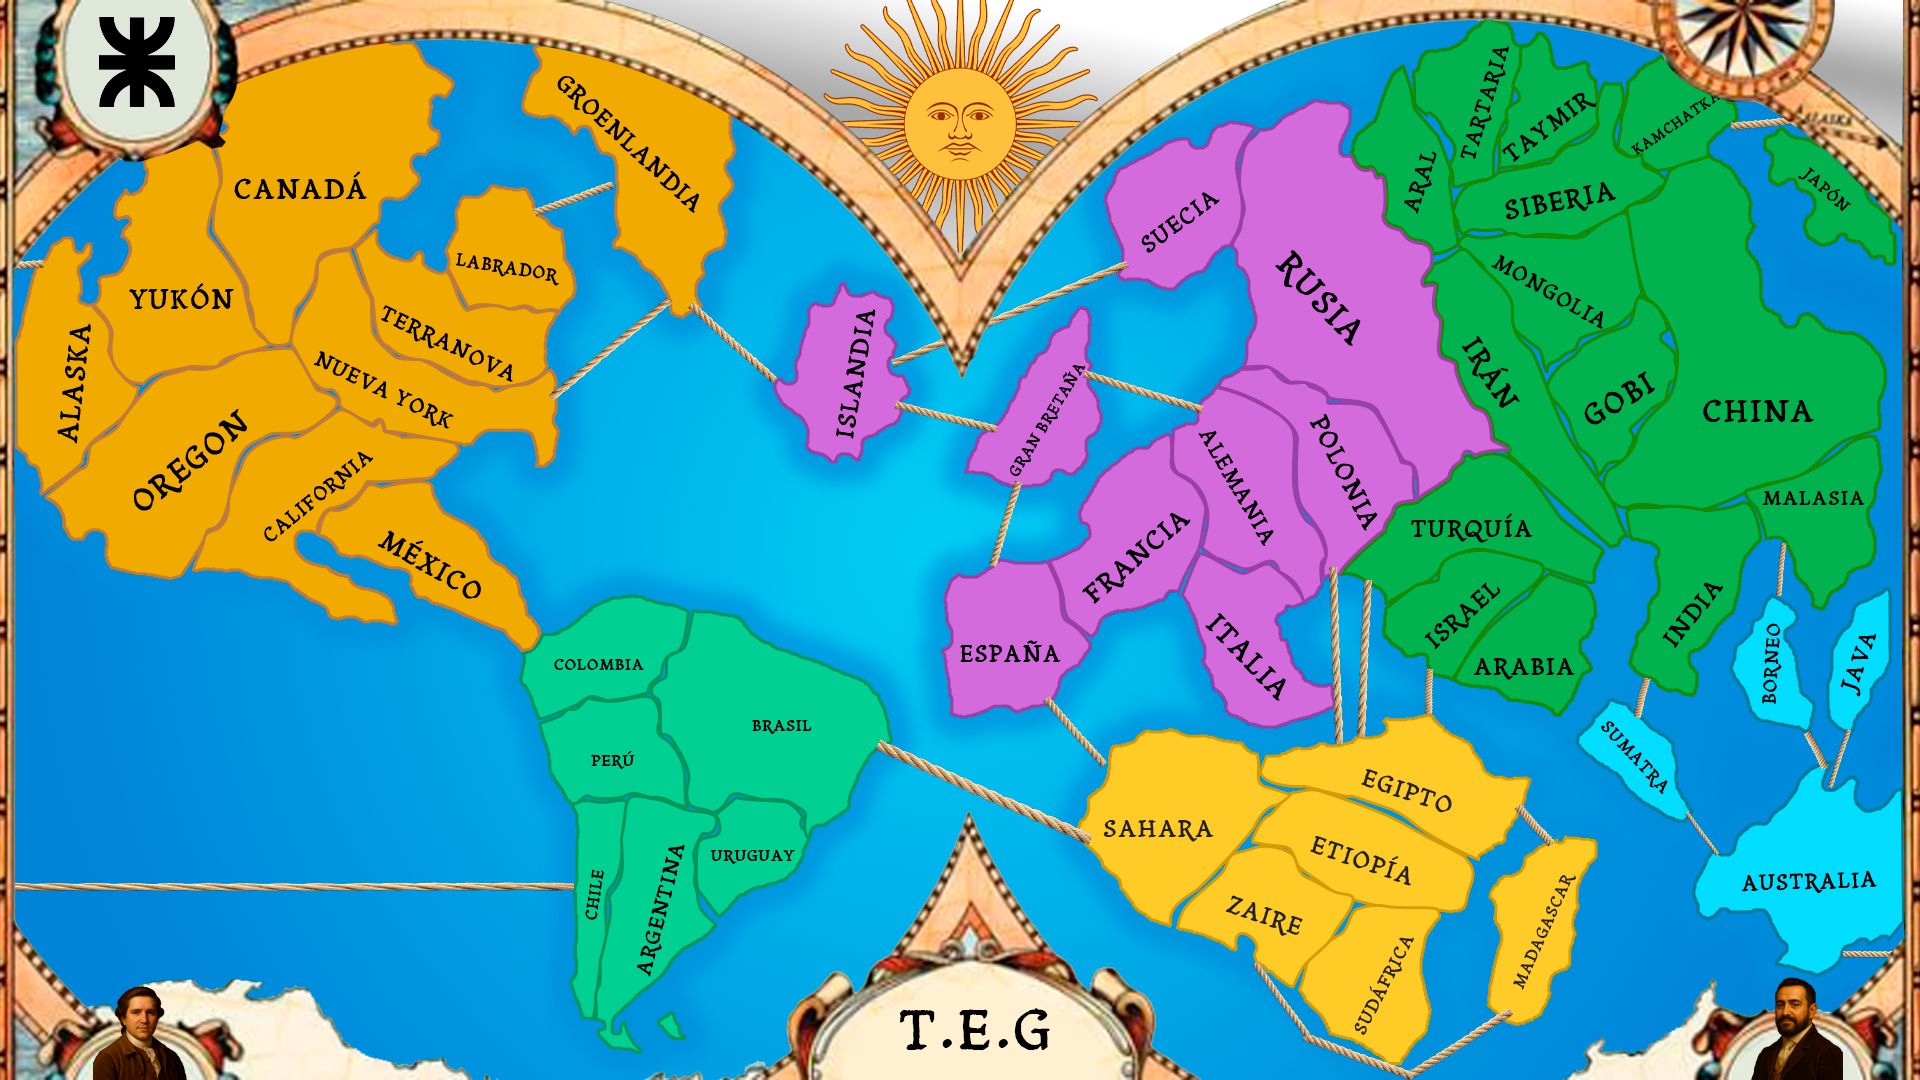 CANADÁ
YUKÓN
ALASKA
OREGON
CALIFORNIA
MÉXICO
NUEVA YORK
TERRANOVA
LABRADOR
GROENLANDIA
COLOMBIA
BRASIL
PERÚ
CHILE
ARGENTINA
URUGUAY
ISLANDIA
GRAN BRETAÑA
SUECIA
RUSIA
POLONIA
ALEMANIA
FRANCIA
ESPAÑA
ITALIA
ARAL
TARTARIA
TAYMIR
KAMCHATKA
ALASKA
JAPÓN
SIBERIA
MONGOLIA
IRÁN
GOBI
CHINA
MALASIA
TURQUÍA
ISRAEL
ARABIA
INDIA
BORNEO
JAVA
SUMATRA
AUSTRALIA
SAHARA
EGIPTO
ETIOPÍA
ZAIRE
SUDÁFRICA
MADAGASCAR
T.E.G